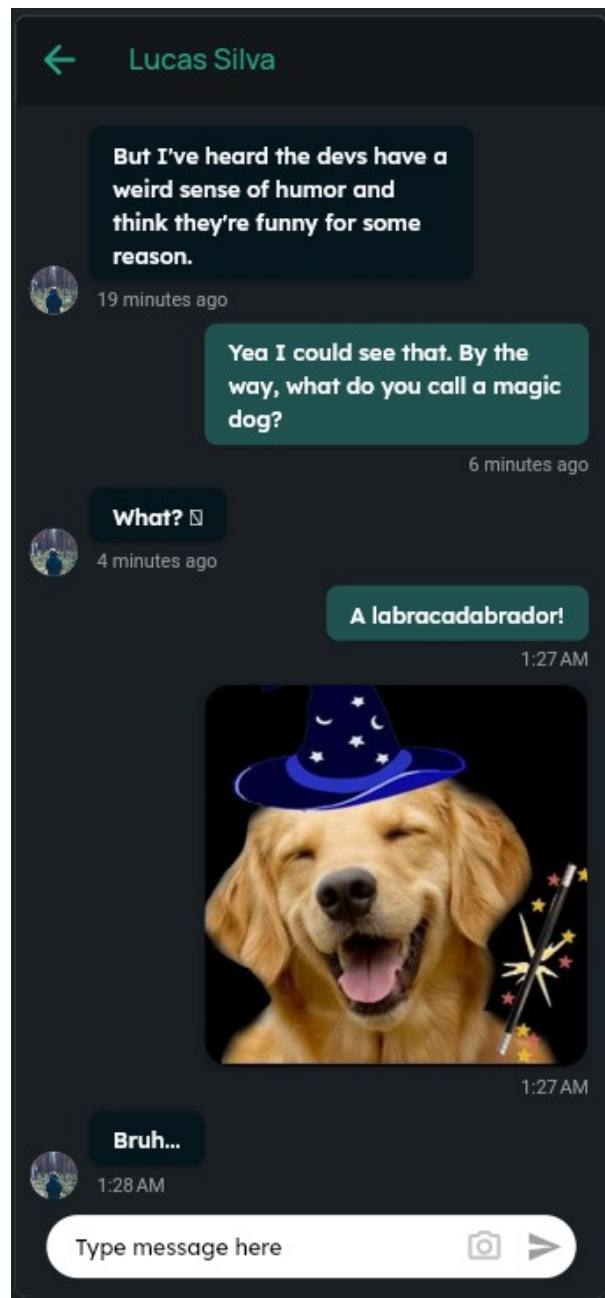 Lucas Silva
But I've heard the devs have a
weird sense of humor and
think they're funny for some
reason.
19 minutes ago
Yea I could see that. By the
way, what do you call a magic
dog?
6 minutes ago
What?
4 minutes ago
A labracadabrador!
1:27 AM
1:27 AM
Bruh...
1:28 AM
Type message here